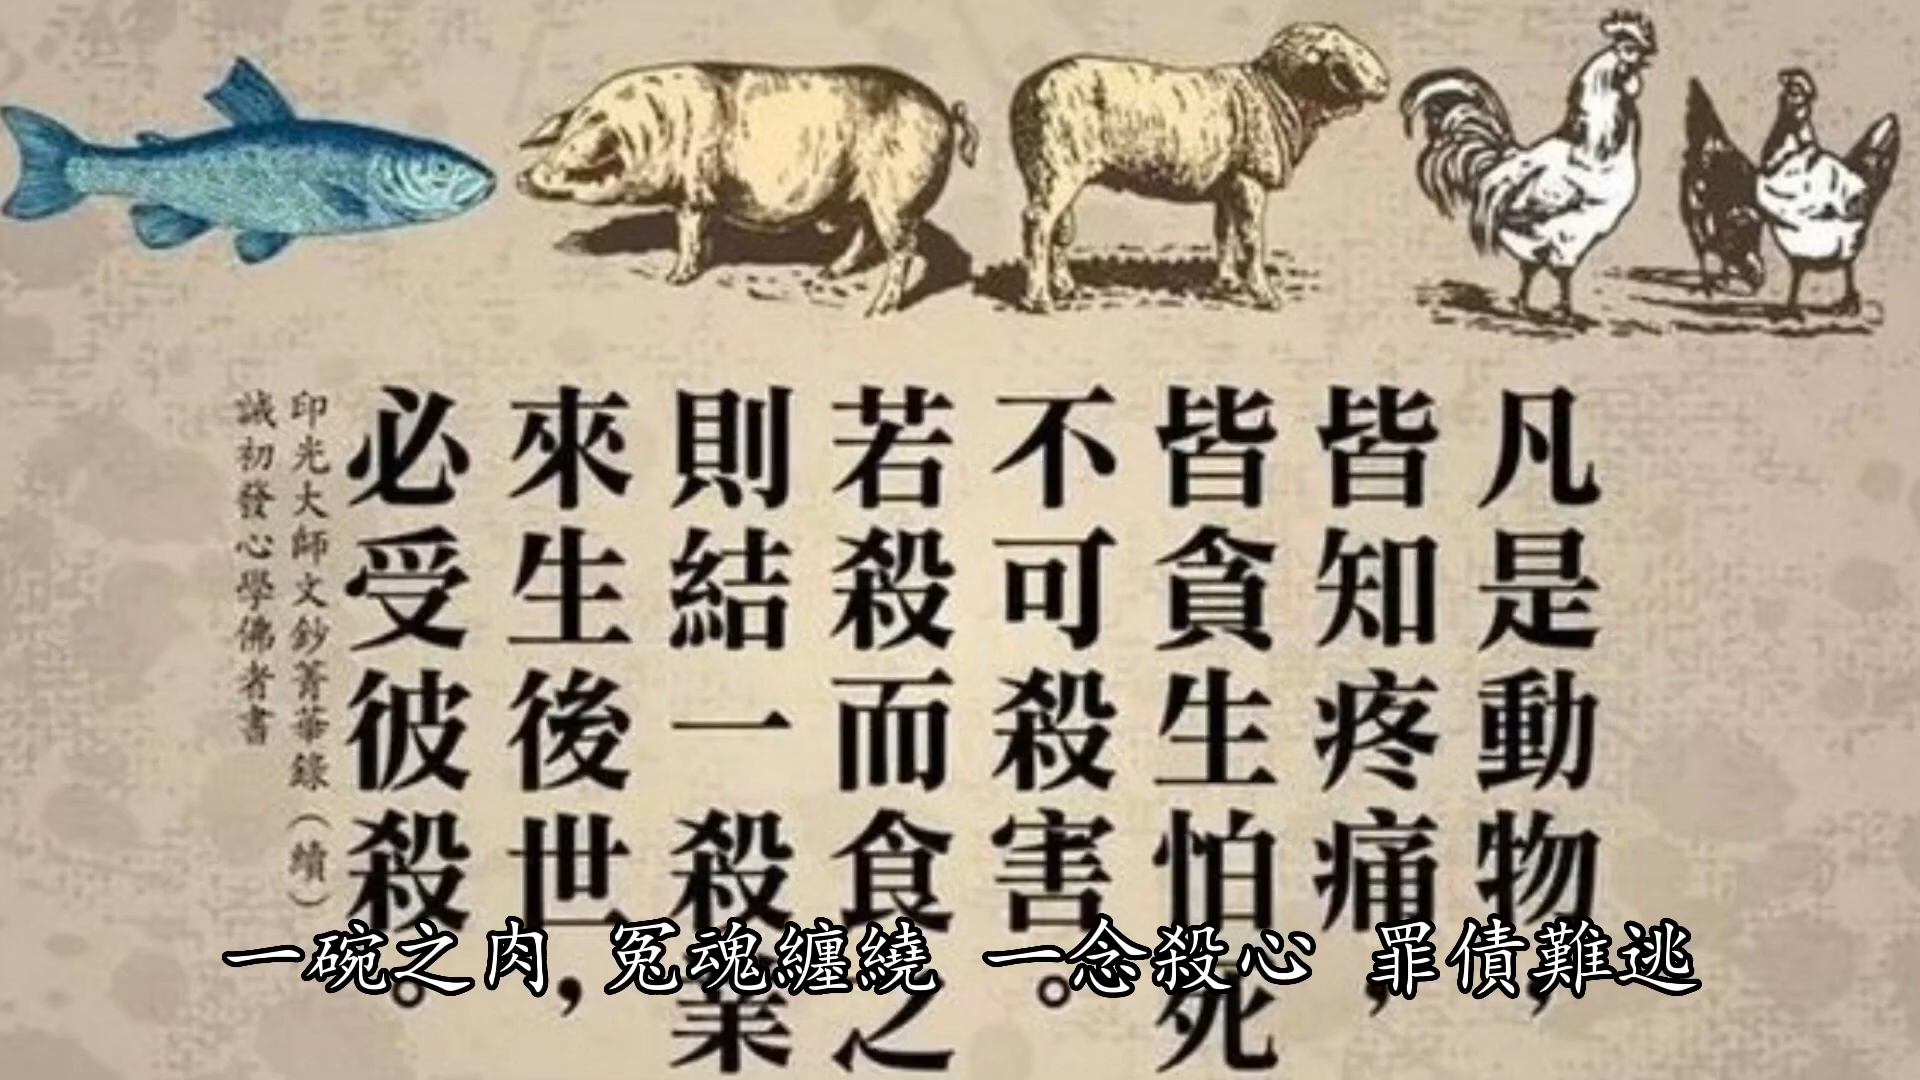 凡是動物，
皆知疼痛，
皆貪生怕死
不可殺害。
若殺而食之
則結一殺業
來生後世，
必受彼殺。
印光大師文鈔菁華錄（續）
誡初發心學佛者書
一碗之肉 冤魂纏繞 一念殺心 罪債難逃